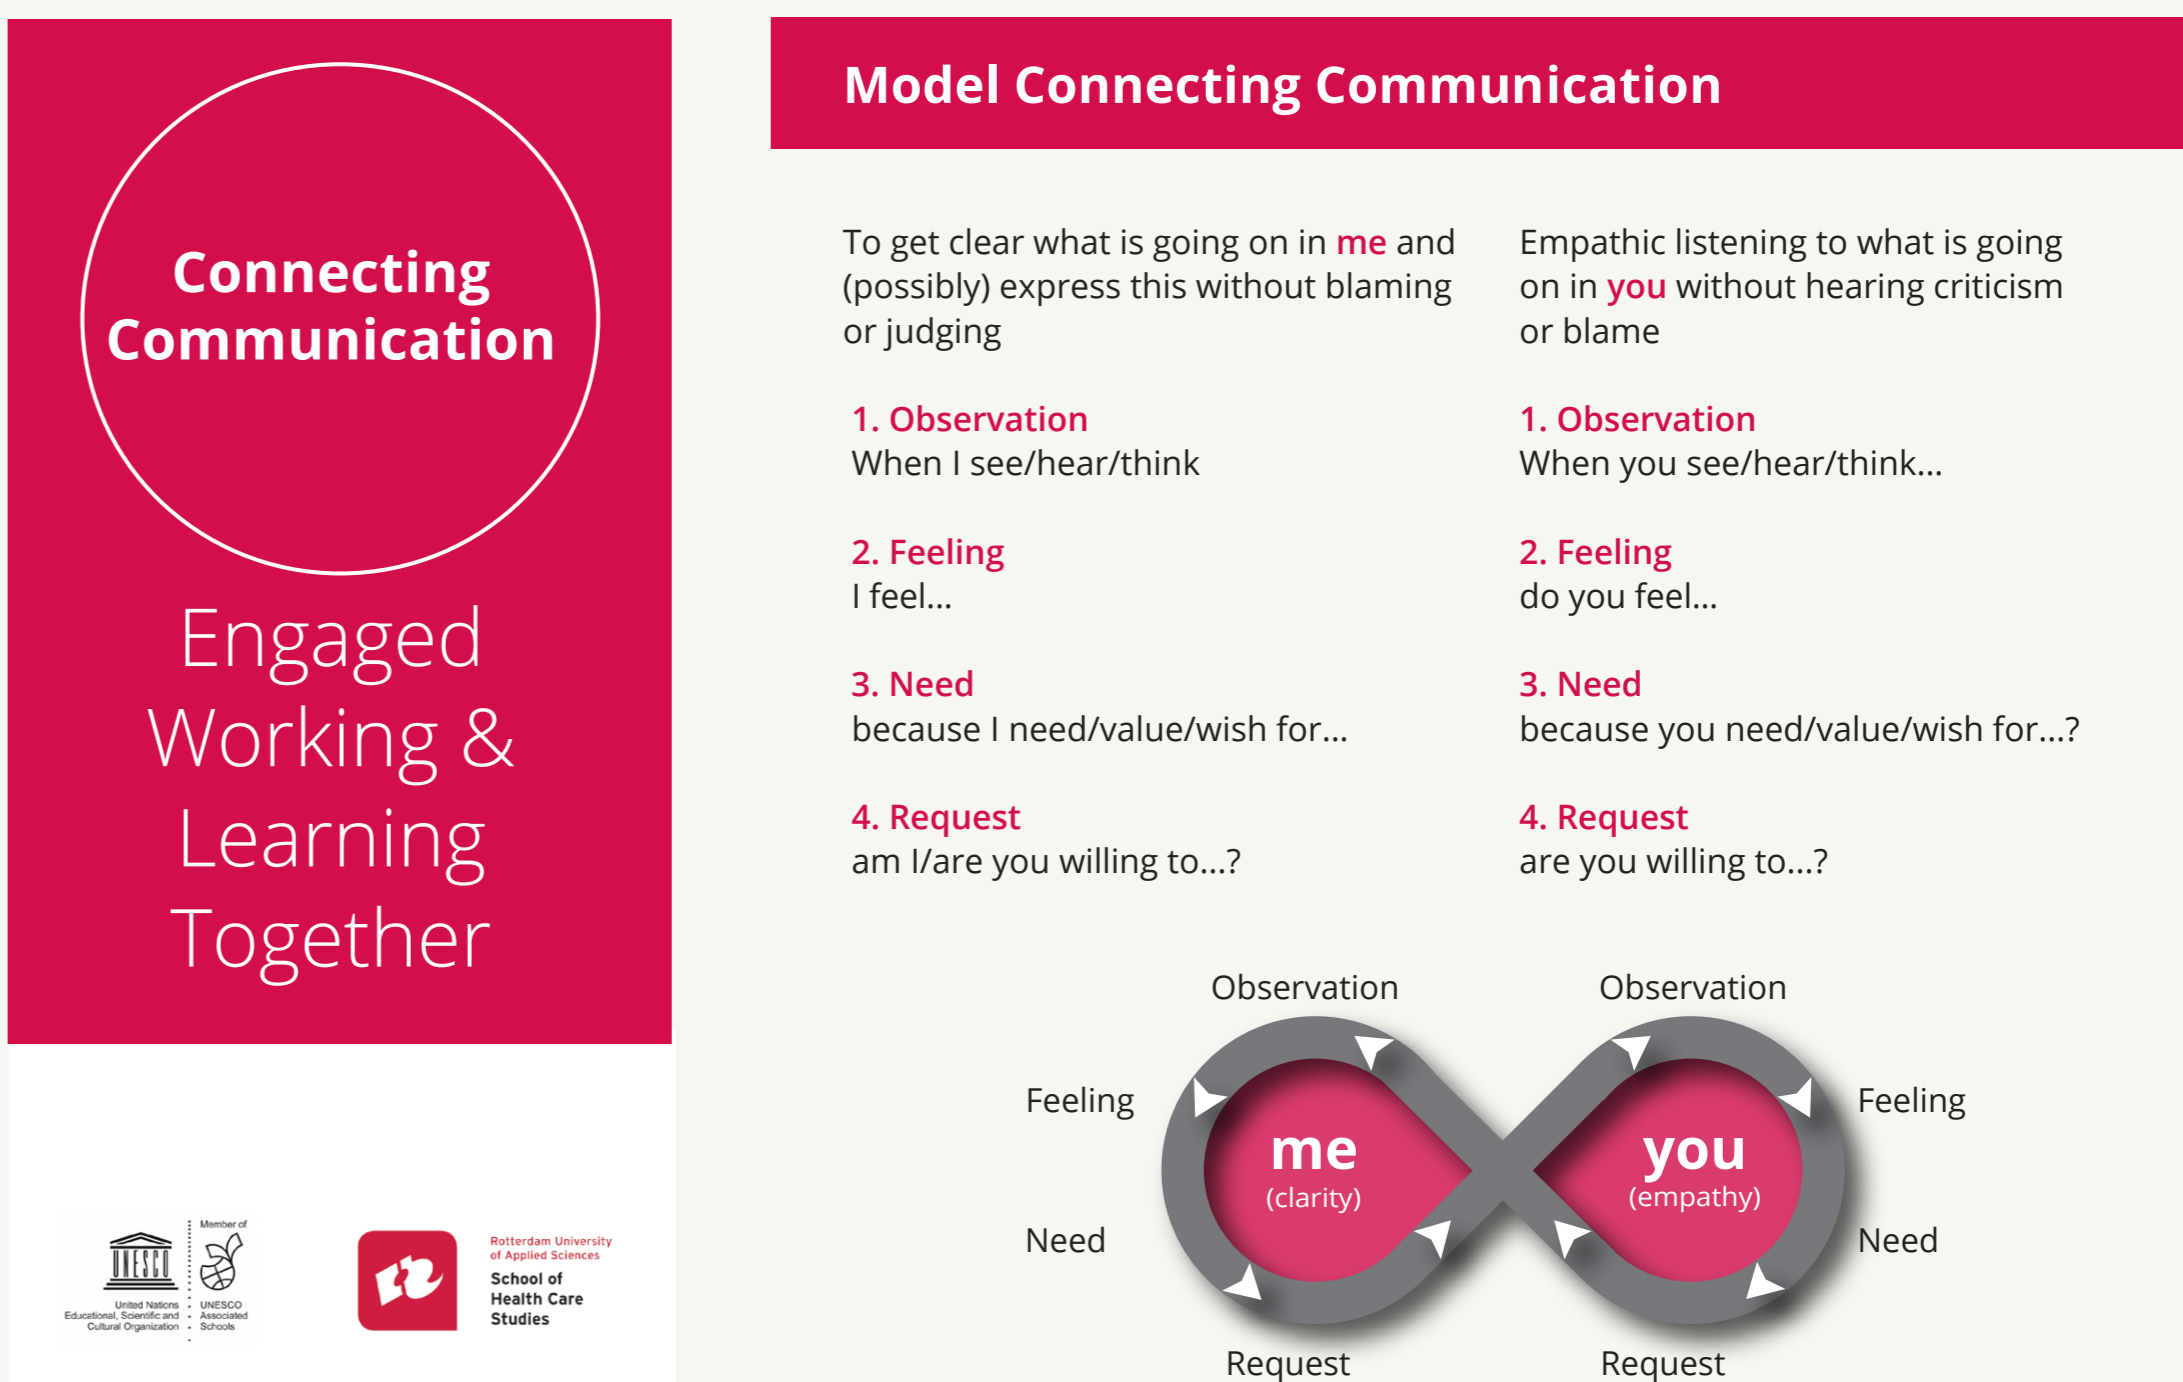 Connecting
Communication
Engaged
Working &
Learning
Together
UNESCO
United Nations
Educational, Scientific and
Cultural Organization
Member of
UNESCO
Associated
Schools
Rotterdam University
of Applied Sciences
School of
Health Care
Studies
Model Connecting Communication
To get clear what is going on in me and
(possibly) express this without blaming
or judging
1. Observation
When I see/hear/think
2. Feeling
I feel...
3. Need
because I need/value/wish for...
4. Request
am I/are you willing to...?
Empathic listening to what is going
on in you without hearing criticism
or blame
1. Observation
When you see/hear/think...
2. Feeling
do you feel...
3. Need
because you need/value/wish for...?
4. Request
are you willing to...?
Observation
Feeling
Need
Request
me
(clarity)
Observation
Feeling
Need
Request
you
(empathy)